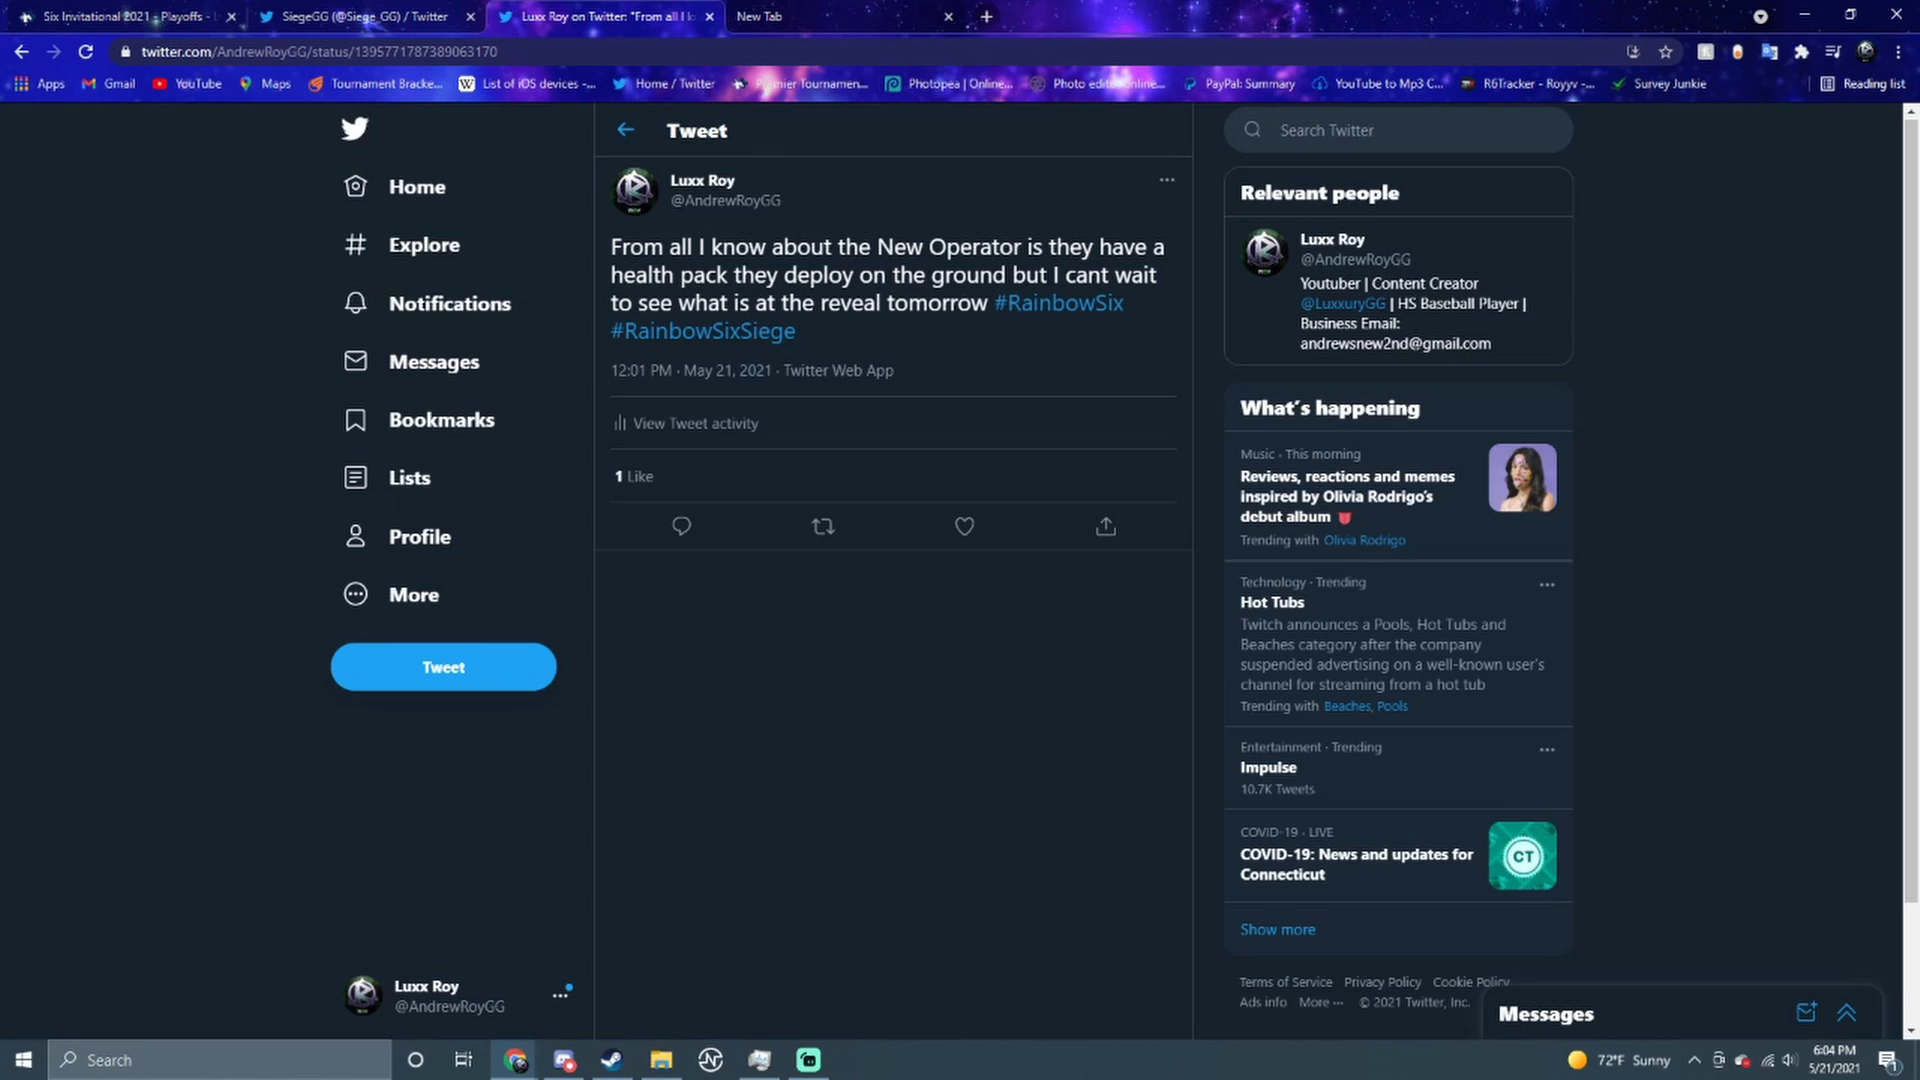 Six Invitational 2021 - Playoffs -
SiegeGG (@Siege_GG) / Twitter
Luxx Roy on Twitter: "From all I k
New Tab
twitter.com/AndrewRoyGG/status/1395771787389063170
Apps
Gmail
YouTube
Maps
Tournament Bracke...
List of iOS devices -...
Home / Twitter
Premier Tournamen...
Photopea | Online...
Photo editor online...
PayPal: Summary
YouTube to Mp3 C...
R6Tracker - Royyv -...
Survey Junkie
Reading list
Home
Explore
Notifications
Messages
Bookmarks
Lists
Profile
More
Tweet
Luxx Roy
@AndrewRoyGG
Tweet
Luxx Roy
@AndrewRoyGG
From all I know about the New Operator is they have a
health pack they deploy on the ground but I cant wait
to see what is at the reveal tomorrow #RainbowSix
#RainbowSixSiege
12:01 PM · May 21, 2021 · Twitter Web App
View Tweet activity
1 Like
Search Twitter
Relevant people
Luxx Roy
@AndrewRoyGG
Youtuber | Content Creator
@LuxxuryGG | HS Baseball Player |
Business Email:
andrewsnew2nd@gmail.com
What's happening
Music · This morning
Reviews, reactions and memes
inspired by Olivia Rodrigo's
debut album
Trending with Olivia Rodrigo
Technology · Trending
Hot Tubs
Twitch announces a Pools, Hot Tubs and
Beaches category after the company
suspended advertising on a well-known user's
channel for streaming from a hot tub
Trending with Beaches, Pools
Entertainment · Trending
Impulse
10.7K Tweets
COVID-19 · LIVE
COVID-19: News and updates for
Connecticut
CT
Show more
Terms of Service Privacy Policy Cookie Policy
Ads info More ··· © 2021 Twitter, Inc.
Messages
Search
72°F Sunny
6:04 PM
5/21/2021
1